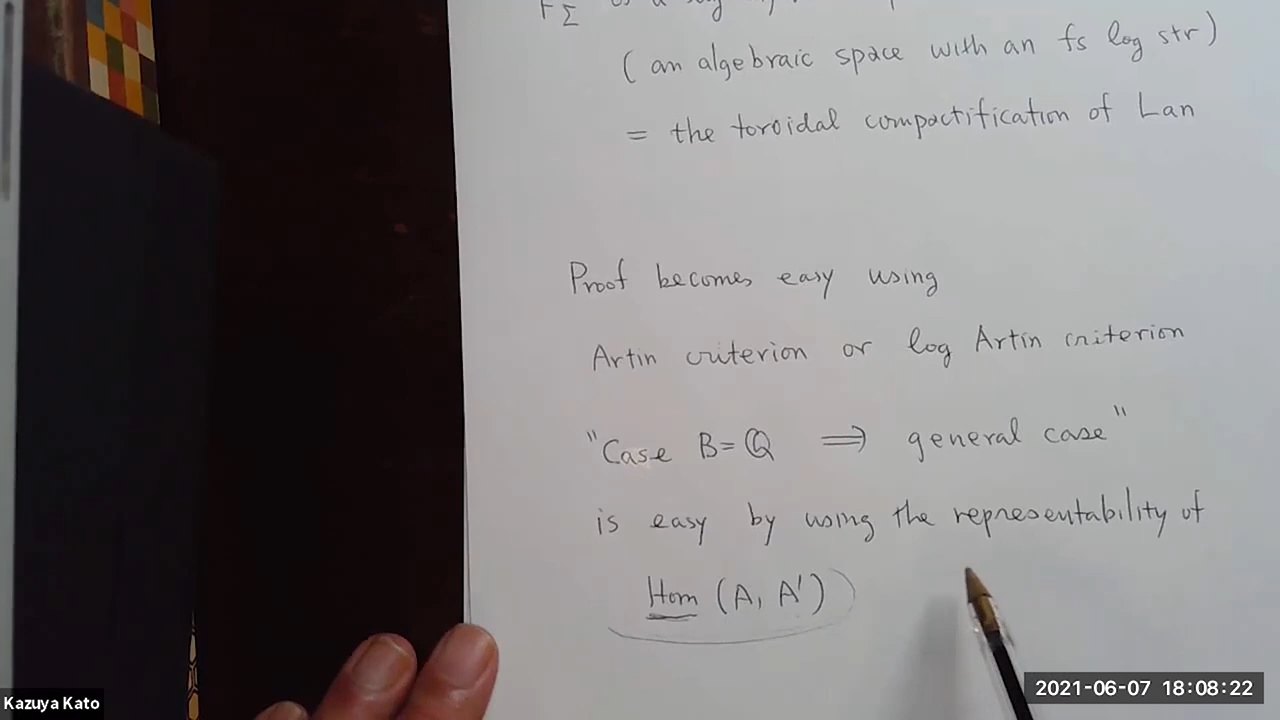 F_Σ
(an algebraic space with an fs log str)
= the toroidal compactification of Lan
Proof becomes easy using
Artin criterion or log Artin criterion
"Case B=ℚ ⟹ general case"
is easy by using the representability of
Hom (A, A')
Kazuya Kato
2021-06-07 18:08:22